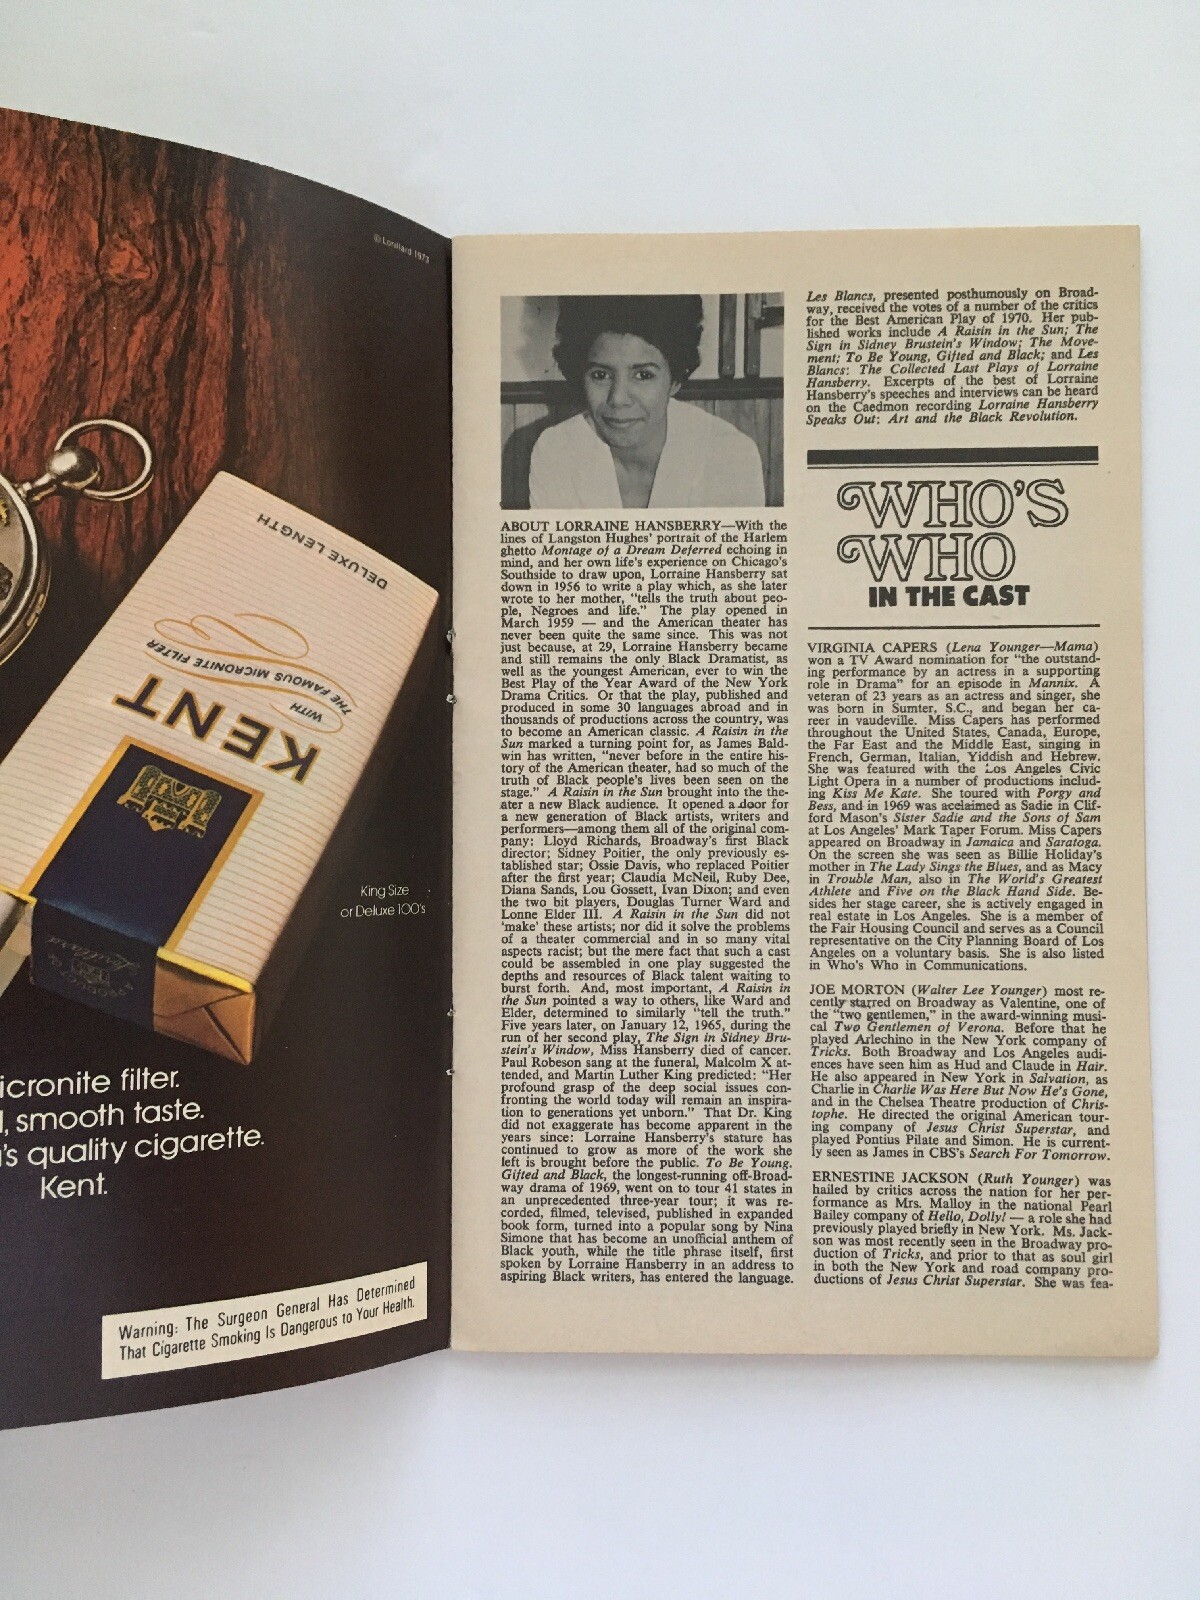 © Lorillard 1973
DELUXE LENGTH
KENT
WITH
THE FAMOUS MICRONITE FILTER
King Size
or Deluxe 100's
icronite filter.
, smooth taste.
's quality cigarette.
Kent.
Warning: The Surgeon General Has Determined
That Cigarette Smoking Is Dangerous to Your Health.
ABOUT LORRAINE HANSBERRY—With the
lines of Langston Hughes' portrait of the Harlem
ghetto Montage of a Dream Deferred echoing in
mind, and her own life's experience on Chicago's
Southside to draw upon, Lorraine Hansberry sat
down in 1956 to write a play which, as she later
wrote to her mother, "tells the truth about peo-
ple, Negroes and life." The play opened in
March 1959 — and the American theater has
never been quite the same since. This was not
just because, at 29, Lorraine Hansberry became
and still remains the only Black Dramatist, as
well as the youngest American, ever to win the
Best Play of the Year Award of the New York
Drama Critics. Or that the play, published and
produced in some 30 languages abroad and in
thousands of productions across the country, was
to become an American classic. A Raisin in the
Sun marked a turning point for, as James Bald-
win has written, "never before in the entire his-
tory of the American theater, had so much of the
truth of Black people's lives been seen on the
stage." A Raisin in the Sun brought into the the-
ater a new Black audience. It opened a door for
a new generation of Black artists, writers and
performers—among them all of the original com-
pany: Lloyd Richards, Broadway's first Black
director; Sidney Poitier, the only previously es-
tablished star; Ossie Davis, who replaced Poitier
after the first year; Claudia McNeil, Ruby Dee,
Diana Sands, Lou Gossett, Ivan Dixon; and even
the two bit players, Douglas Turner Ward and
Lonne Elder III. A Raisin in the Sun did not
'make' these artists; nor did it solve the problems
of a theater commercial and in so many vital
aspects racist; but the mere fact that such a cast
could be assembled in one play suggested the
depths and resources of Black talent waiting to
burst forth. And, most important, A Raisin in
the Sun pointed a way to others, like Ward and
Elder, determined to similarly "tell the truth."
Five years later, on January 12, 1965, during the
run of her second play, The Sign in Sidney Bru-
stein's Window, Miss Hansberry died of cancer.
Paul Robeson sang at the funeral, Malcolm X at-
tended, and Martin Luther King predicted: "Her
profound grasp of the deep social issues con-
fronting the world today will remain an inspira-
tion to generations yet unborn." That Dr. King
did not exaggerate has become apparent in the
years since: Lorraine Hansberry's stature has
continued to grow as more of the work she
left is brought before the public. To Be Young,
Gifted and Black, the longest-running off-Broad-
way drama of 1969, went on to tour 41 states in
an unprecedented three-year tour; it was re-
corded, filmed, televised, published in expanded
book form, turned into a popular song by Nina
Simone that has become an unofficial anthem of
Black youth, while the title phrase itself, first
spoken by Lorraine Hansberry in an address to
aspiring Black writers, has entered the language.
Les Blancs, presented posthumously on Broad-
way, received the votes of a number of the critics
for the Best American Play of 1970. Her pub-
lished works include A Raisin in the Sun; The
Sign in Sidney Brustein's Window; The Move-
ment; To Be Young, Gifted and Black; and Les
Blancs: The Collected Last Plays of Lorraine
Hansberry. Excerpts of the best of Lorraine
Hansberry's speeches and interviews can be heard
on the Caedmon recording Lorraine Hansberry
Speaks Out: Art and the Black Revolution.
WHO'S
WHO
IN THE CAST
VIRGINIA CAPERS (Lena Younger—Mama)
won a TV Award nomination for "the outstand-
ing performance by an actress in a supporting
role in Drama" for an episode in Mannix. A
veteran of 23 years as an actress and singer, she
was born in Sumter, S.C., and began her ca-
reer in vaudeville. Miss Capers has performed
throughout the United States, Canada, Europe,
the Far East and the Middle East, singing in
French, German, Italian, Yiddish and Hebrew.
She was featured with the Los Angeles Civic
Light Opera in a number of productions includ-
ing Kiss Me Kate. She toured with Porgy and
Bess, and in 1969 was acclaimed as Sadie in Clif-
ford Mason's Sister Sadie and the Sons of Sam
at Los Angeles' Mark Taper Forum. Miss Capers
appeared on Broadway in Jamaica and Saratoga.
On the screen she was seen as Billie Holiday's
mother in The Lady Sings the Blues, and as Macy
in Trouble Man, also in The World's Greatest
Athlete and Five on the Black Hand Side. Be-
sides her stage career, she is actively engaged in
real estate in Los Angeles. She is a member of
the Fair Housing Council and serves as a Council
representative on the City Planning Board of Los
Angeles on a voluntary basis. She is also listed
in Who's Who in Communications.
JOE MORTON (Walter Lee Younger) most re-
cently starred on Broadway as Valentine, one of
the "two gentlemen," in the award-winning musi-
cal Two Gentlemen of Verona. Before that he
played Arlechino in the New York company of
Tricks. Both Broadway and Los Angeles audi-
ences have seen him as Hud and Claude in Hair.
He also appeared in New York in Salvation, as
Charlie in Charlie Was Here But Now He's Gone,
and in the Chelsea Theatre production of Chris-
tophe. He directed the original American tour-
ing company of Jesus Christ Superstar, and
played Pontius Pilate and Simon. He is current-
ly seen as James in CBS's Search For Tomorrow.
ERNESTINE JACKSON (Ruth Younger) was
hailed by critics across the nation for her per-
formance as Mrs. Malloy in the national Pearl
Bailey company of Hello, Dolly! — a role she had
previously played briefly in New York. Ms. Jack-
son was most recently seen in the Broadway pro-
duction of Tricks, and prior to that as soul girl
in both the New York and road company pro-
ductions of Jesus Christ Superstar. She was fea-